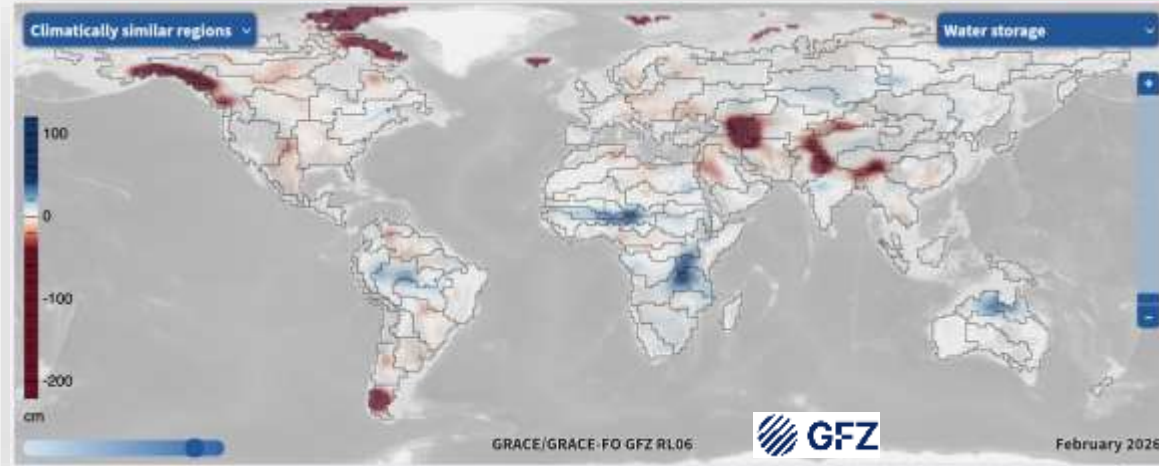 Climatically similar regions
Water storage
+
100
0
-100
-200
cm
−
GRACE/GRACE-FO GFZ RL06
GFZ
February 2026